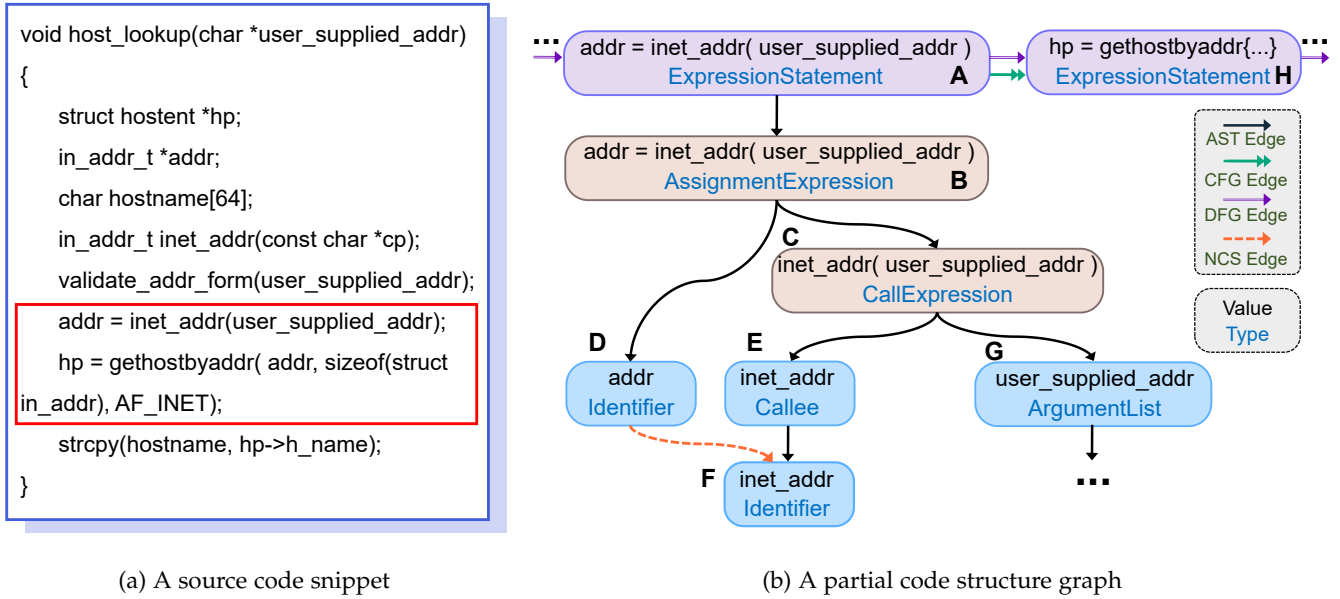 void host_lookup(char *user_supplied_addr)
{
struct hostent *hp;
in_addr_t *addr;
char hostname[64];
in_addr_t inet_addr(const char *cp);
validate_addr_form(user_supplied_addr);
addr = inet_addr(user_supplied_addr);
hp = gethostbyaddr( addr, sizeof(struct
in_addr), AF_INET);
strcpy(hostname, hp->h_name);
}
(a) A source code snippet
...
addr = inet_addr( user_supplied_addr )
ExpressionStatement A
hp = gethostbyaddr{...}
ExpressionStatement H
...
addr = inet_addr( user_supplied_addr )
AssignmentExpression B
C
inet_addr( user_supplied_addr )
CallExpression
D
addr
Identifier
E
inet_addr
Callee
G
user_supplied_addr
ArgumentList
F
inet_addr
Identifier
...
AST Edge
CFG Edge
DFG Edge
NCS Edge
Value
Type
(b) A partial code structure graph